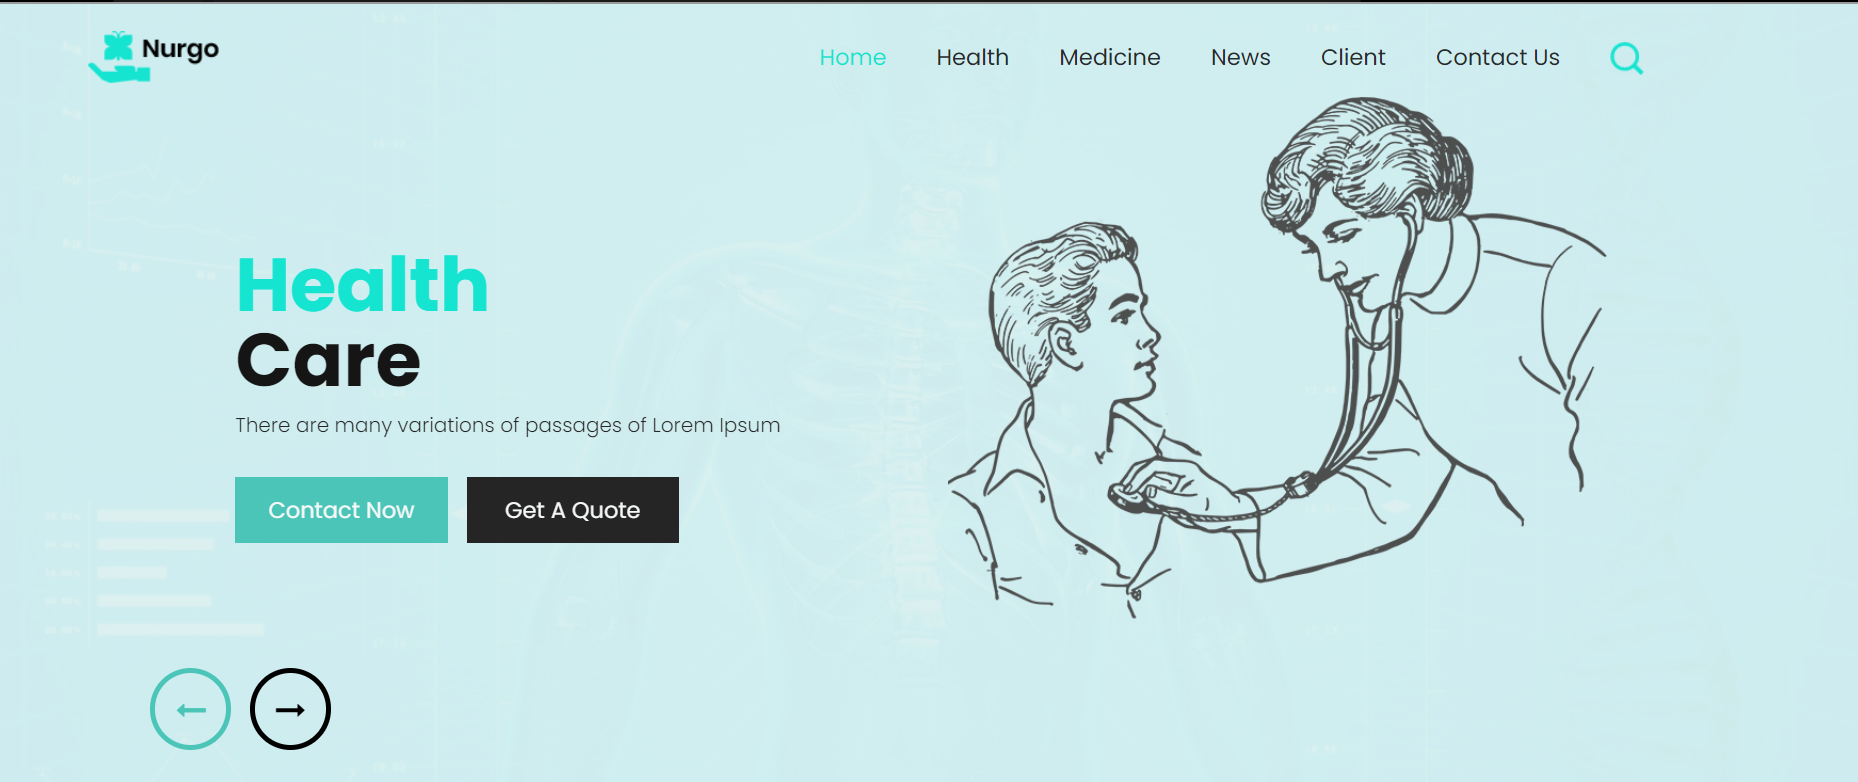 Nurgo
Home Health Medicine News Client Contact Us
Health
Care
There are many variations of passages of Lorem Ipsum
Contact Now Get A Quote